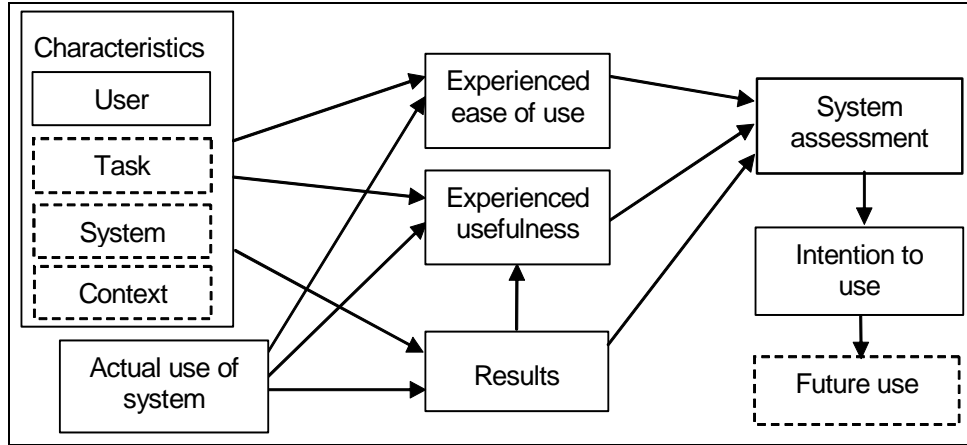 Characteristics
User
Task
System
Context
Actual use of
system
Experienced
ease of use
Experienced
usefulness
Results
System
assessment
Intention to
use
Future use